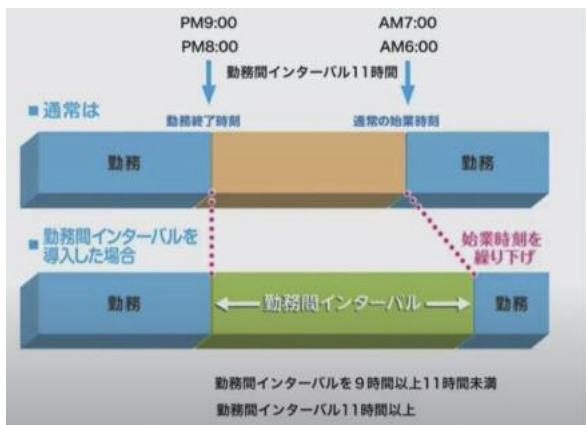 PM9:00
AM7:00
PM8:00
AM6:00
勤務間インターバル11時間
■通常は
勤務終了時刻
通常の始業時刻
勤務
勤務
■勤務間インターバルを
導入した場合
始業時刻を
繰り下げ
勤務
勤務間インターバル
勤務
勤務間インターバルを9時間以上11時間未満
勤務間インターバル11時間以上